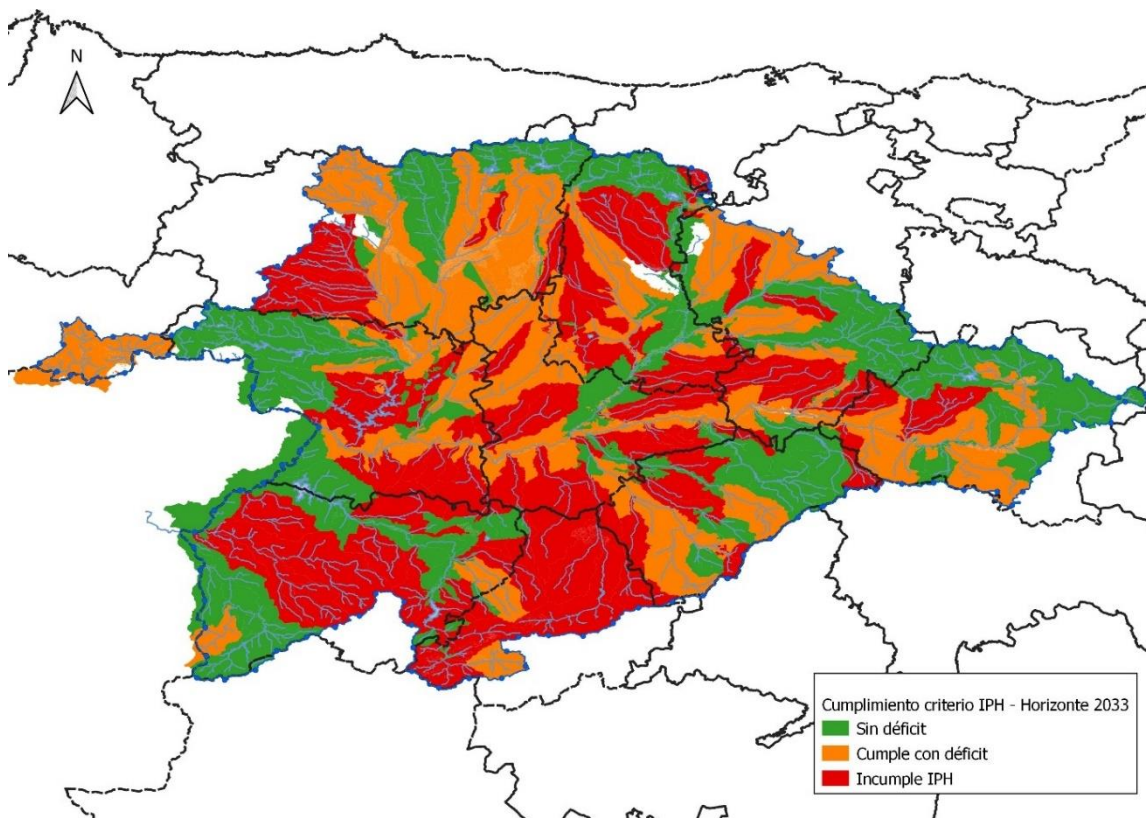 N
Cumplimiento criterio IPH - Horizonte 2033
Sin déficit
Cumple con déficit
Incumple IPH